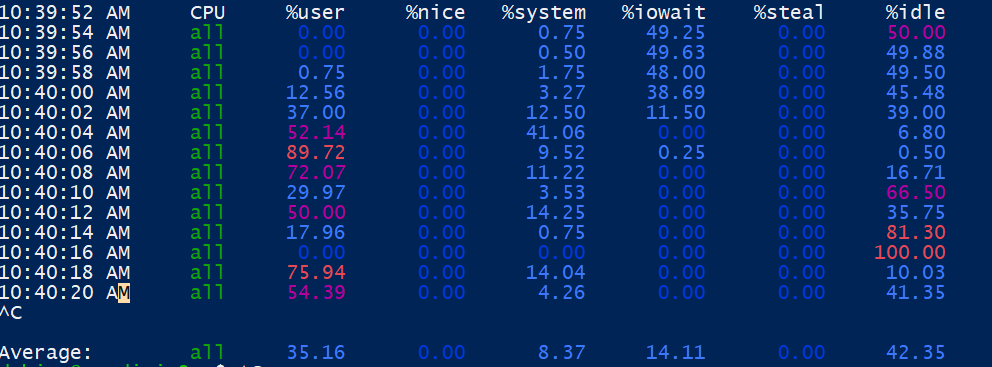 10:39:52 AM CPU %user %nice %system %iowait %steal %idle
10:39:54 AM all 0.00 0.00 0.75 49.25 0.00 50.00
10:39:56 AM all 0.00 0.00 0.50 49.63 0.00 49.88
10:39:58 AM all 0.75 0.00 1.75 48.00 0.00 49.50
10:40:00 AM all 12.56 0.00 3.27 38.69 0.00 45.48
10:40:02 AM all 37.00 0.00 12.50 11.50 0.00 39.00
10:40:04 AM all 52.14 0.00 41.06 0.00 0.00 6.80
10:40:06 AM all 89.72 0.00 9.52 0.25 0.00 0.50
10:40:08 AM all 72.07 0.00 11.22 0.00 0.00 16.71
10:40:10 AM all 29.97 0.00 3.53 0.00 0.00 66.50
10:40:12 AM all 50.00 0.00 14.25 0.00 0.00 35.75
10:40:14 AM all 17.96 0.00 0.75 0.00 0.00 81.30
10:40:16 AM all 0.00 0.00 0.00 0.00 0.00 100.00
10:40:18 AM all 75.94 0.00 14.04 0.00 0.00 10.03
10:40:20 AM all 54.39 0.00 4.26 0.00 0.00 41.35
^C
Average: all 35.16 0.00 8.37 14.11 0.00 42.35